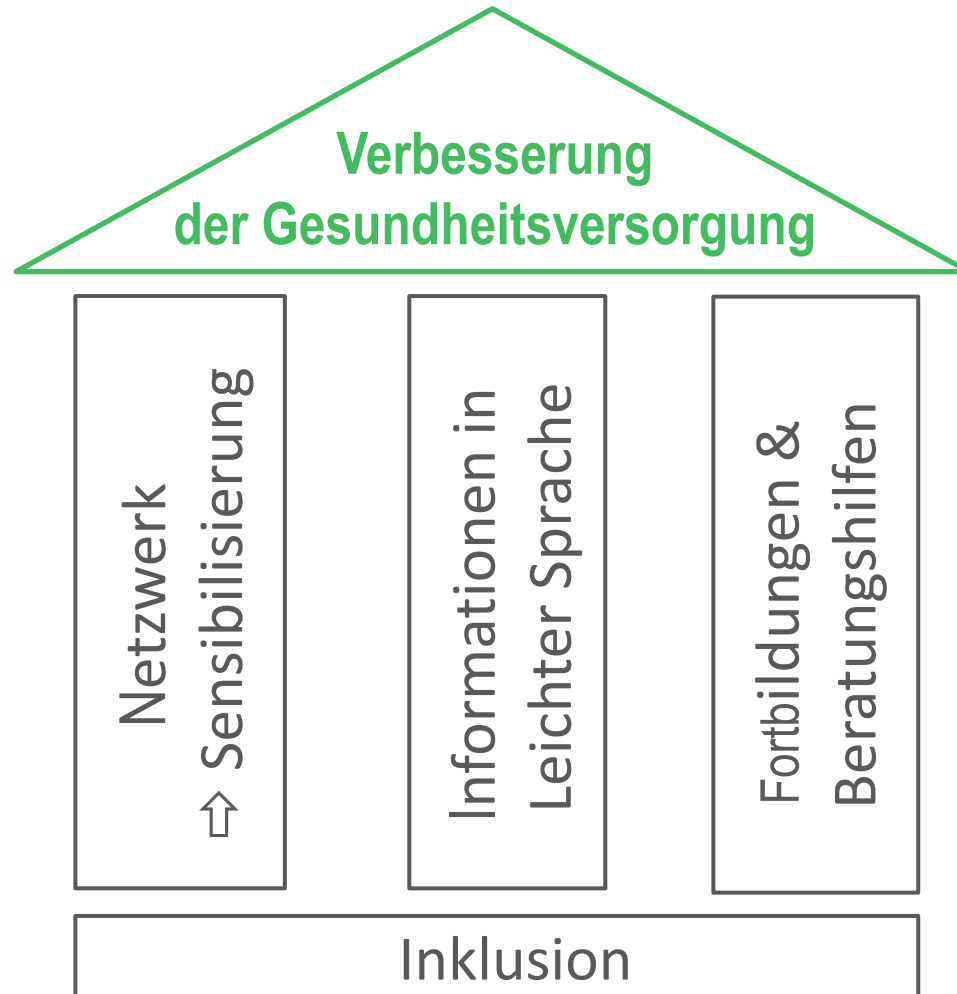 Verbesserung
der Gesundheitsversorgung
Netzwerk
⇨ Sensibilisierung
Informationen in
Leichter Sprache
Fortbildungen &
Beratungshilfen
Inklusion